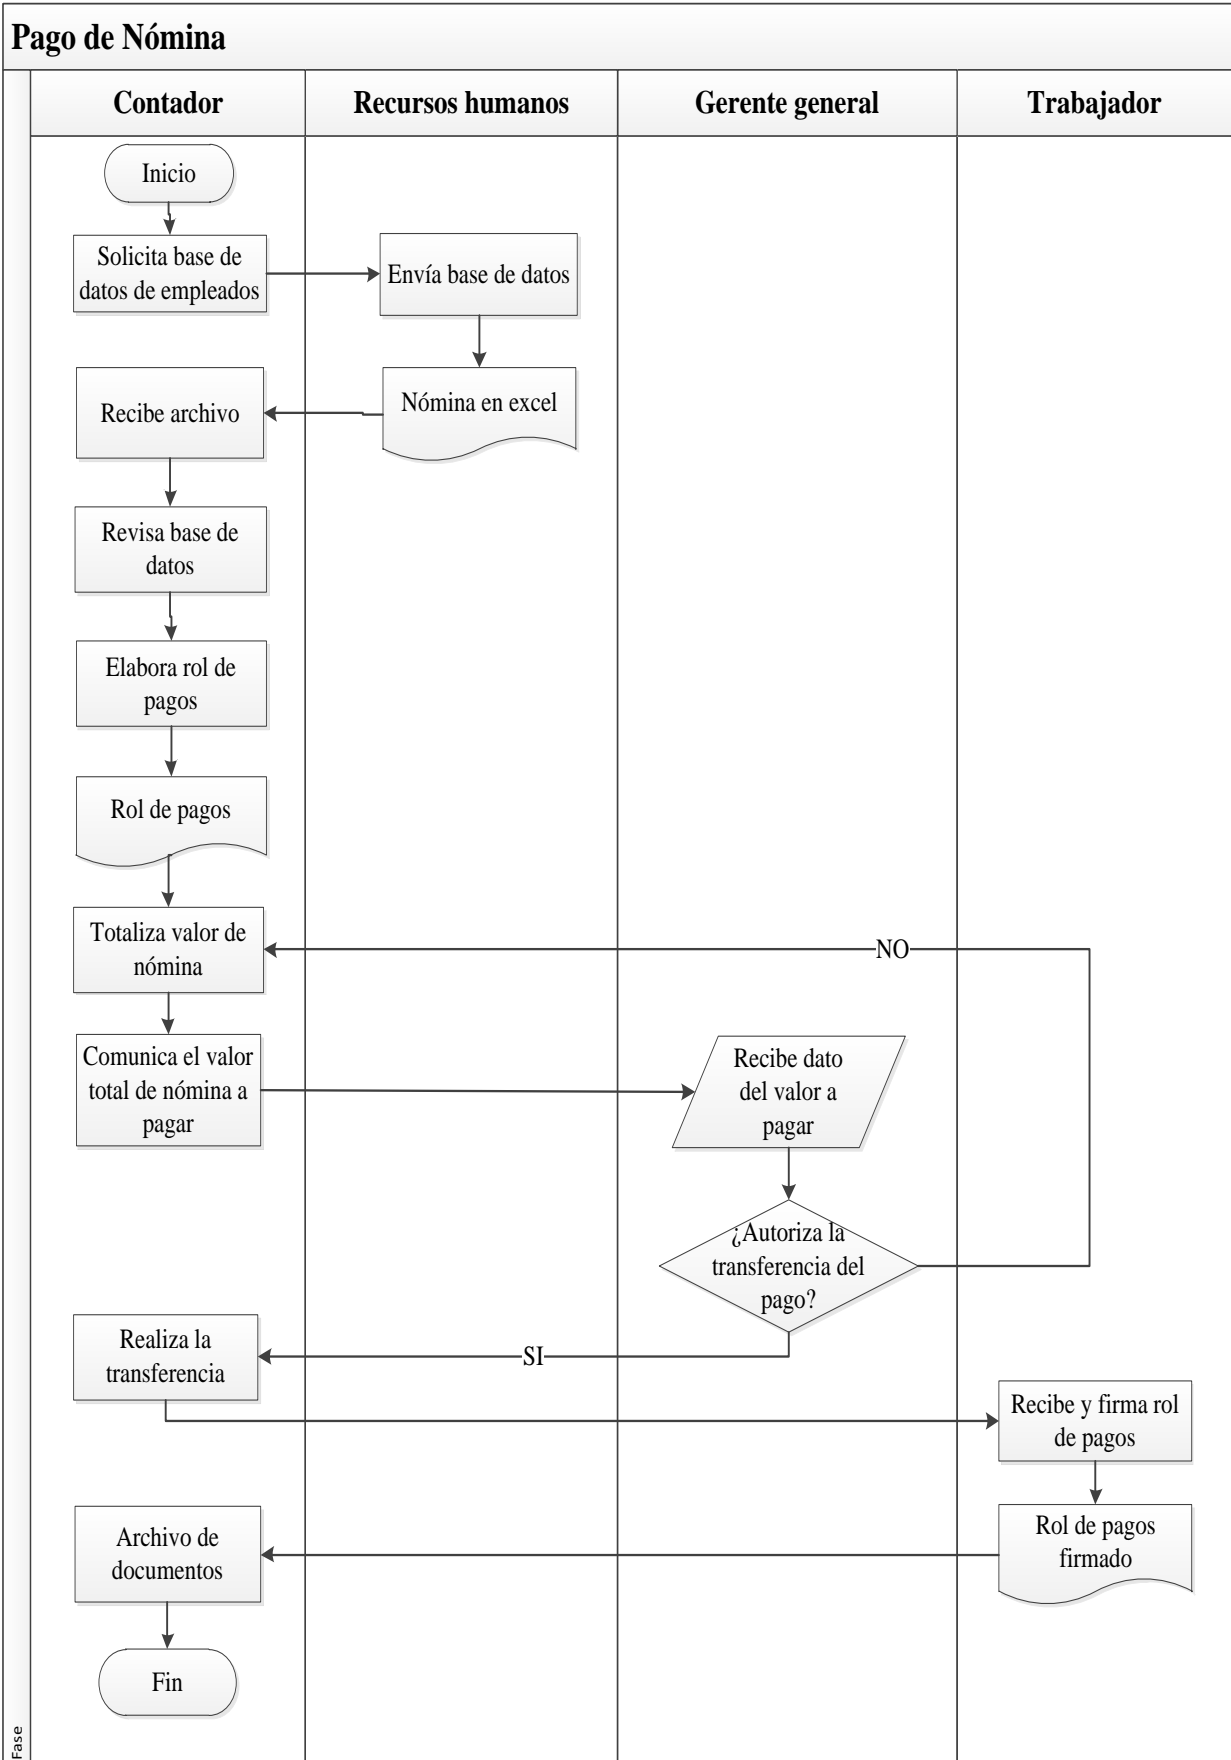 Pago de Nómina
Contador
Recursos humanos
Gerente general
Trabajador
Inicio
Solicita base de
datos de empleados
Envía base de datos
Nómina en excel
Recibe archivo
Revisa base de
datos
Elabora rol de
pagos
Rol de pagos
Totaliza valor de
nómina
NO
Comunica el valor
total de nómina a
pagar
Recibe dato
del valor a
pagar
¿Autoriza la
transferencia del
pago?
SI
Realiza la
transferencia
Recibe y firma rol
de pagos
Rol de pagos
firmado
Archivo de
documentos
Fin
Fase